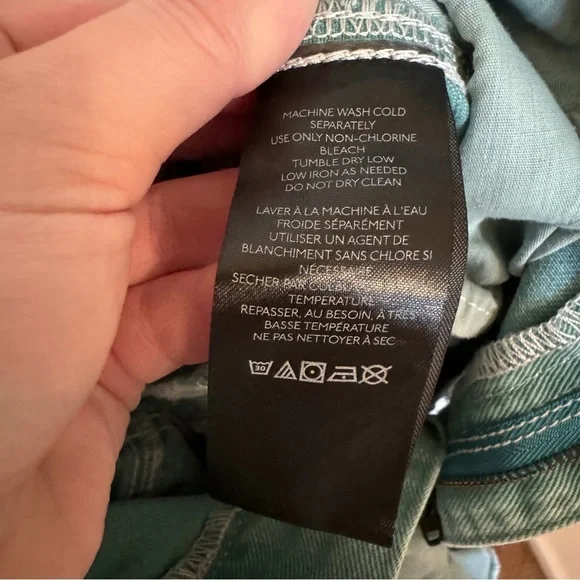 MACHINE WASH COLD
SEPARATELY
USE ONLY NON-CHLORINE
BLEACH
TUMBLE DRY LOW
LOW IRON AS NEEDED
DO NOT DRY CLEAN
LAVER À LA MACHINE À L'EAU
FROIDE SÉPARÉMENT
UTILISER UN AGENT DE
BLANCHIMENT SANS CHLORE SI
NÉCESSAIRE
SECHER PAR
TEMPÉRATURE
REPASSER, AU BESOIN, À TRÈS
BASSE TEMPÉRATURE
NE PAS NETTOYER À SEC
30